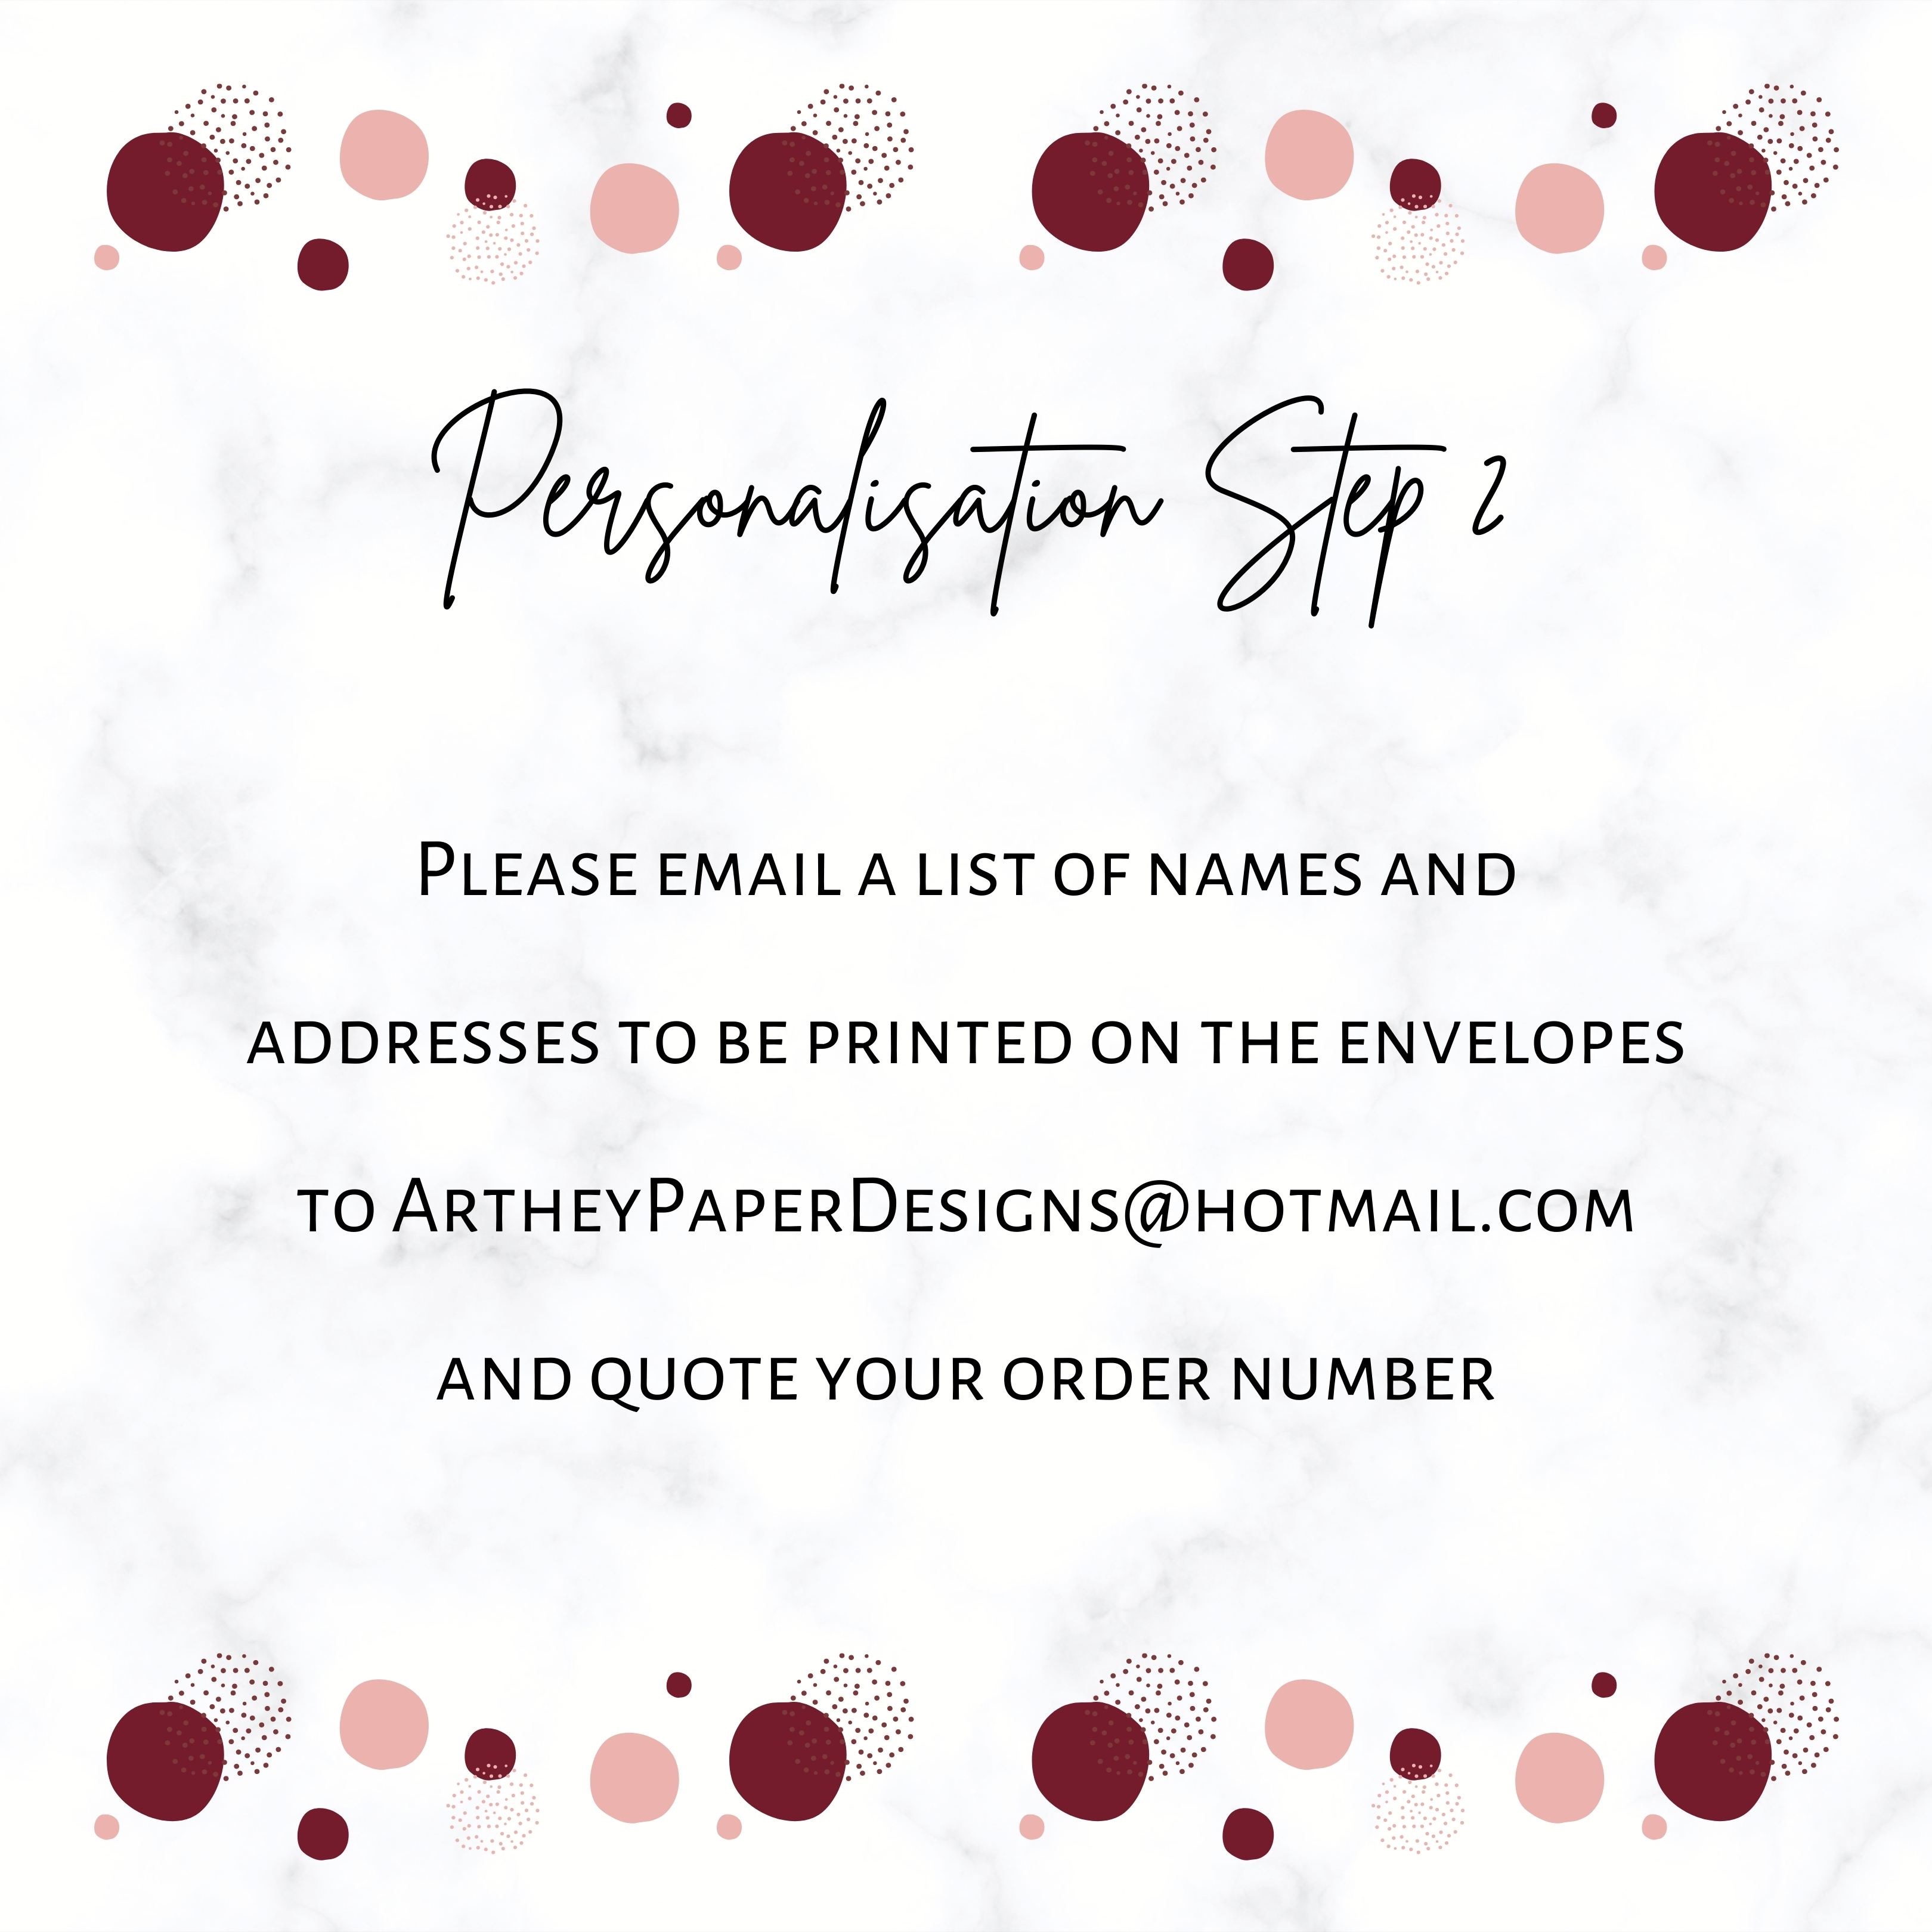 Personalisation Step 2
Please email a list of names and
addresses to be printed on the envelopes
to ArtheyPaperDesigns@hotmail.com
and quote your order number